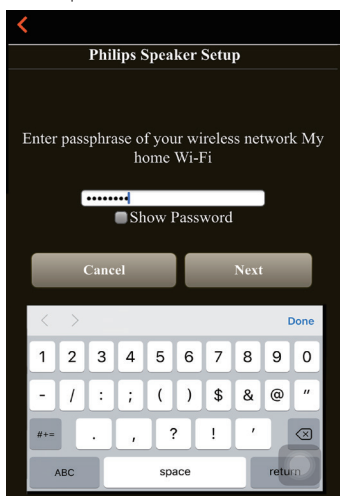 Philips Speaker Setup
Enter passphrase of your wireless network My
home Wi-Fi
••••••••
Show Password
Cancel Next
Done
1 2 3 4 5 6 7 8 9 0
- / : ; ( ) $ & @ "
#+= . , ? ! '
ABC space return